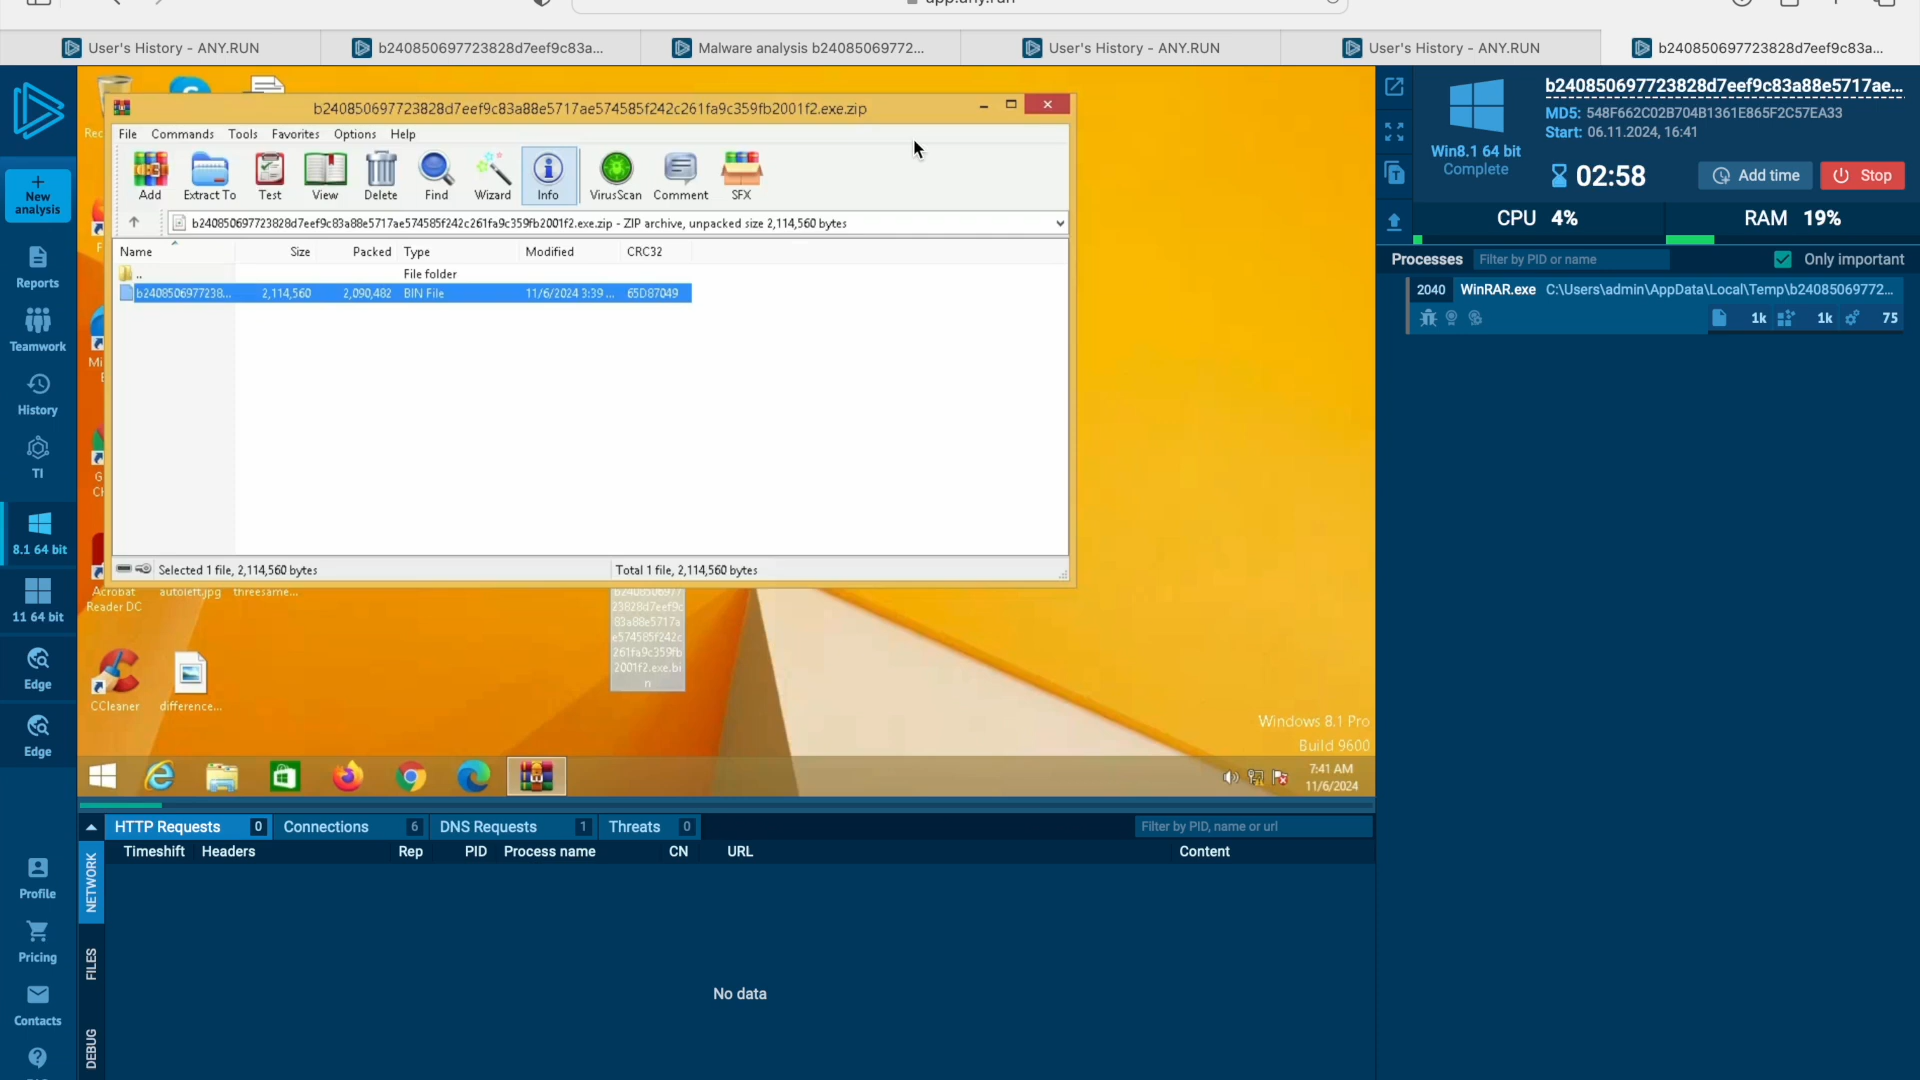 User's History - ANY.RUN
b240850697723828d7eef9c83a...
Malware analysis b24085069772...
User's History - ANY.RUN
User's History - ANY.RUN
b240850697723828d7eef9c83a...
b240850697723828d7eef9c83a88e5717ae574585f242c261fa9c359fb2001f2.exe.zip
File Commands Tools Favorites Options Help
Add Extract To Test View Delete Find Wizard Info VirusScan Comment SFX
b240850697723828d7eef9c83a88e5717ae574585f242c261fa9c359fb2001f2.exe.zip - ZIP archive, unpacked size 2,114,560 bytes
Name Size Packed Type Modified CRC32
.. File folder
b2408506977238... 2,114,560 2,090,482 BIN File 11/6/2024 3:39 ... 65D87049
Selected 1 file, 2,114,560 bytes
Total 1 file, 2,114,560 bytes
Acrobat
Reader DC
autoleft.jpg
threesame...
b2408506977
23828d7eef9c
83a88e5717a
e574585f242c
261fa9c359fb
2001f2.exe.bi
n
CCleaner
difference...
Windows 8.1 Pro
Build 9600
7:41 AM
11/6/2024
+
New
analysis
Reports
Teamwork
History
TI
8.1 64 bit
11 64 bit
Edge
Edge
Profile
Pricing
Contacts
b240850697723828d7eef9c83a88e5717ae...
MD5: 548F662C02B704B1361E865F2C57EA33
Start: 06.11.2024, 16:41
Win8.1 64 bit
Complete
02:58
Add time
Stop
CPU 4%
RAM 19%
Processes
Filter by PID or name
Only important
2040 WinRAR.exe C:\Users\admin\AppData\Local\Temp\b24085069772...
1k 1k 75
HTTP Requests 0
Connections 6
DNS Requests 1
Threats 0
Filter by PID, name or url
Timeshift Headers Rep PID Process name CN URL Content
NETWORK
FILES
DEBUG
No data